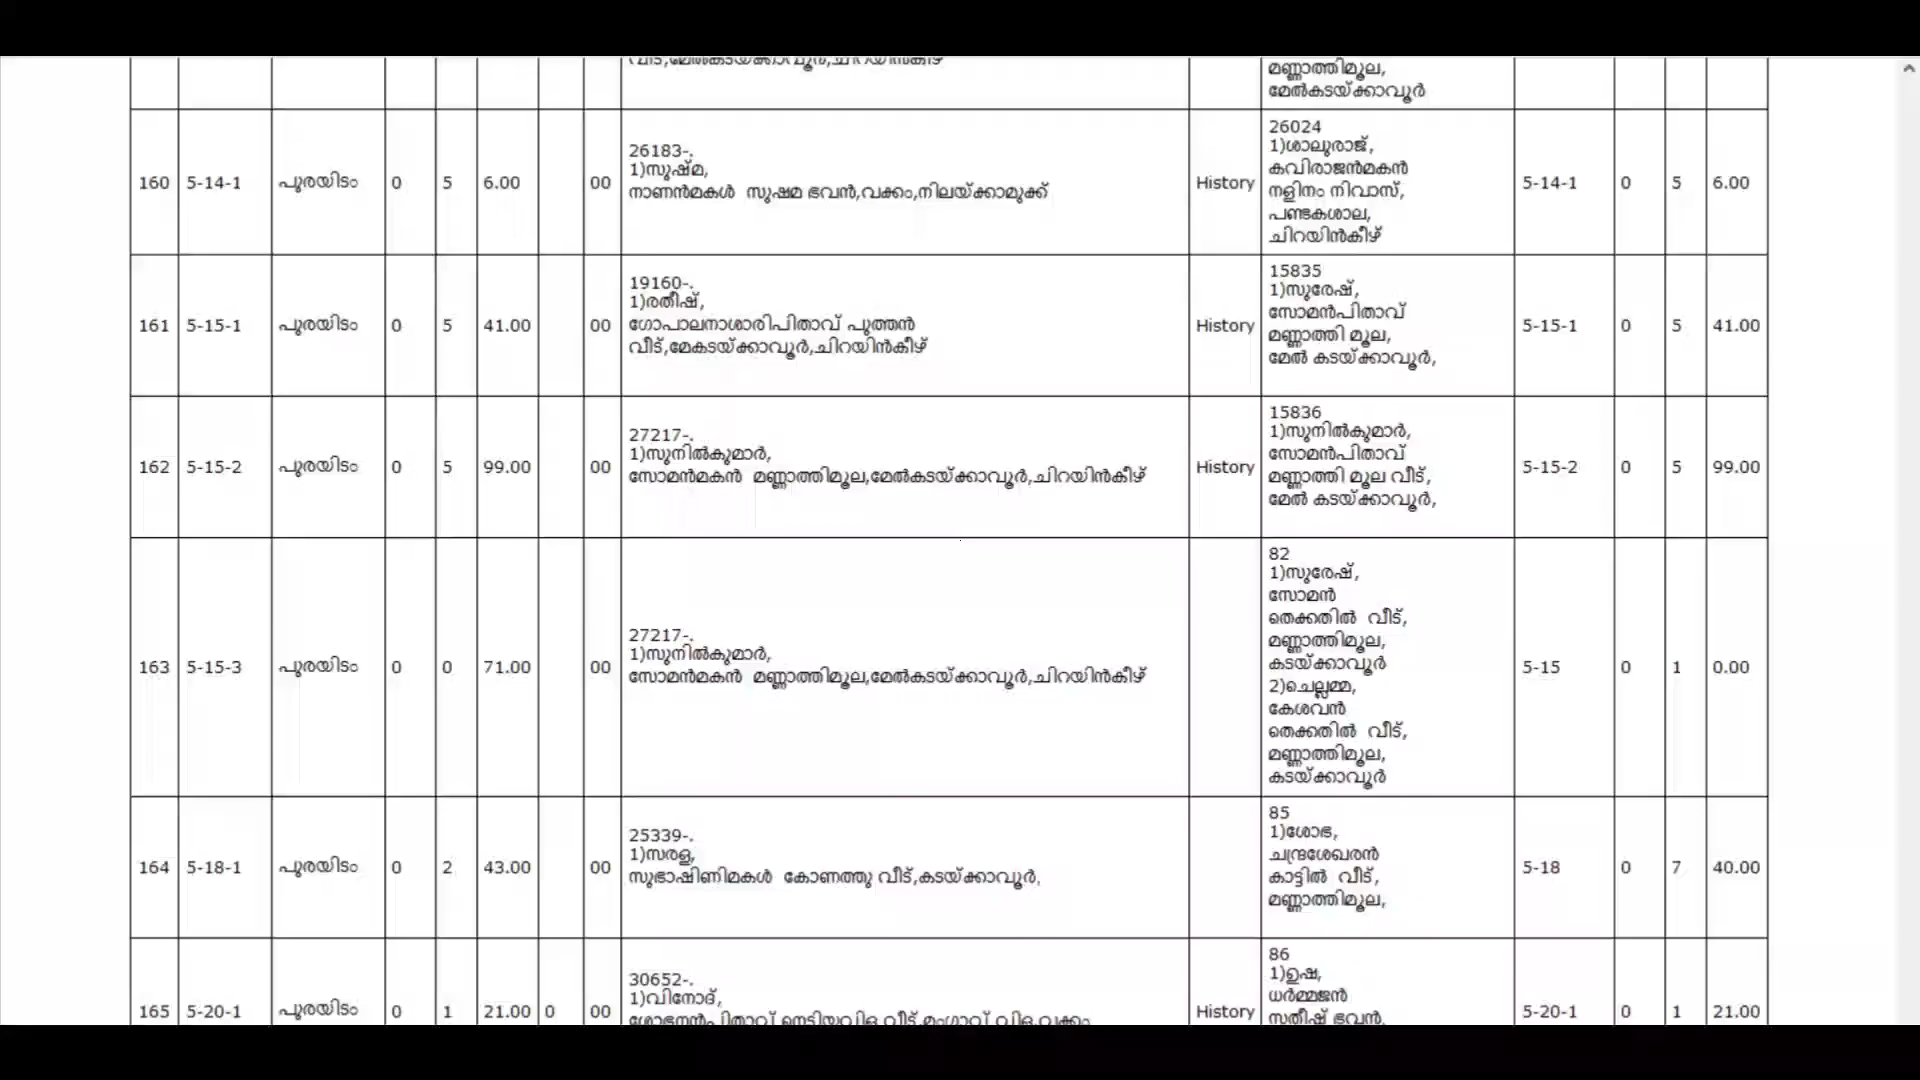 മണ്ണാത്തിമൂല,
മേൽകടയ്ക്കാവൂർ
160 5-14-1 പുരയിടം 0 5 6.00 00
26183-.
1)സുഷ്മ,
നാണൻമകൾ സുഷമ ഭവൻ,വക്കം,നിലയ്ക്കാമുക്ക്
History
26024
1)ശാലുരാജ്,
കവിരാജൻമകൻ
നളിനം നിവാസ്,
പണ്ടകശാല,
ചിറയിൻകീഴ്
5-14-1 0 5 6.00
161 5-15-1 പുരയിടം 0 5 41.00 00
19160-.
1)രതീഷ്,
ഗോപാലനാശാരിപിതാവ് പുത്തൻ
വീട്,മേകടയ്ക്കാവൂർ,ചിറയിൻകീഴ്
History
15835
1)സുരേഷ്,
സോമൻപിതാവ്
മണ്ണാത്തി മൂല,
മേൽ കടയ്ക്കാവൂർ,
5-15-1 0 5 41.00
162 5-15-2 പുരയിടം 0 5 99.00 00
27217-.
1)സുനിൽകുമാർ,
സോമൻമകൻ മണ്ണാത്തിമൂല,മേൽകടയ്ക്കാവൂർ,ചിറയിൻകീഴ്
History
15836
1)സുനിൽകുമാർ,
സോമൻപിതാവ്
മണ്ണാത്തി മൂല വീട്,
മേൽ കടയ്ക്കാവൂർ,
5-15-2 0 5 99.00
163 5-15-3 പുരയിടം 0 0 71.00 00
27217-.
1)സുനിൽകുമാർ,
സോമൻമകൻ മണ്ണാത്തിമൂല,മേൽകടയ്ക്കാവൂർ,ചിറയിൻകീഴ്
82
1)സുരേഷ്,
സോമൻ
തെക്കതിൽ വീട്,
മണ്ണാത്തിമൂല,
കടയ്ക്കാവൂർ
2)ചെല്ലമ്മ,
കേശവൻ
തെക്കതിൽ വീട്,
മണ്ണാത്തിമൂല,
കടയ്ക്കാവൂർ
5-15 0 1 0.00
164 5-18-1 പുരയിടം 0 2 43.00 00
25339-.
1)സരള,
സുഭാഷിണിമകൾ കോണത്തു വീട്,കടയ്ക്കാവൂർ,
85
1)ശോഭ,
ചന്ദ്രശേഖരൻ
കാട്ടിൽ വീട്,
മണ്ണാത്തിമൂല,
5-18 0 7 40.00
165 5-20-1 പുരയിടം 0 1 21.00 0 00
30652-.
1)വിനോദ്,
History
86
1)ഉഷ,
ധർമ്മജൻ
സതീഷ് ഭവൻ,
5-20-1 0 1 21.00